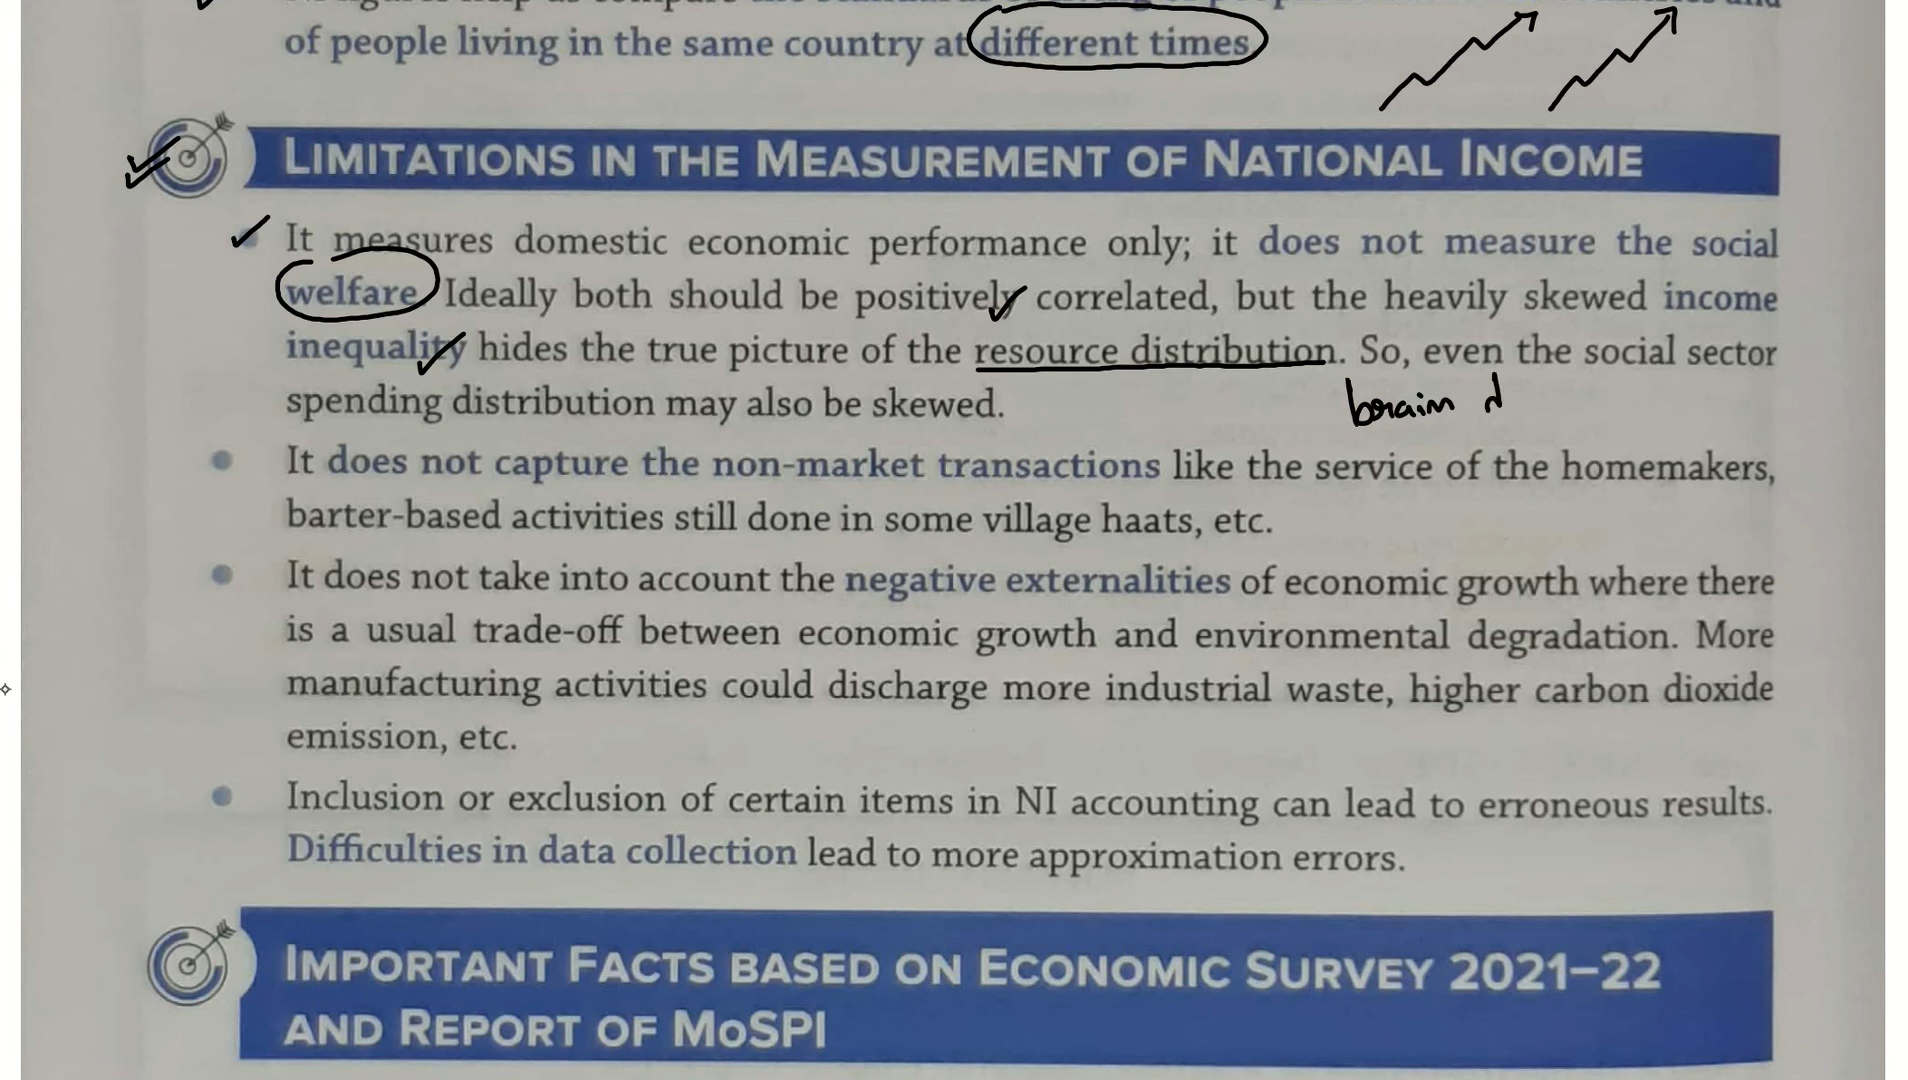 of people living in the same country at different times
LIMITATIONS IN THE MEASUREMENT OF NATIONAL INCOME
It measures domestic economic performance only; it does not measure the social
welfare. Ideally both should be positively correlated, but the heavily skewed income
inequality hides the true picture of the resource distribution. So, even the social sector
spending distribution may also be skewed.
It does not capture the non-market transactions like the service of the homemakers,
barter-based activities still done in some village haats, etc.
It does not take into account the negative externalities of economic growth where there
is a usual trade-off between economic growth and environmental degradation. More
manufacturing activities could discharge more industrial waste, higher carbon dioxide
emission, etc.
Inclusion or exclusion of certain items in NI accounting can lead to erroneous results.
Difficulties in data collection lead to more approximation errors.
IMPORTANT FACTS BASED ON ECONOMIC SURVEY 2021–22
AND REPORT OF MoSPI